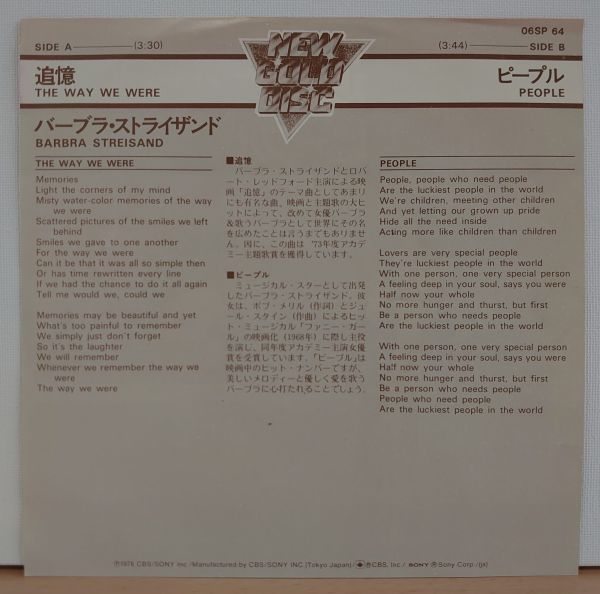 06SP 64
SIDE A (3:30)
NEW GOLD DISC
(3:44) SIDE B
追憶
THE WAY WE WERE
ピープル
PEOPLE
バーブラ・ストライザンド
BARBRA STREISAND
THE WAY WE WERE
Memories
Light the corners of my mind
Misty water-color memories of the way
we were
Scattered pictures of the smiles we left
behind
Smiles we gave to one another
For the way we were
Can it be that it was all so simple then
Or has time rewritten every line
If we had the chance to do it all again
Tell me would we, could we
Memories may be beautiful and yet
What's too painful to remember
We simply just don't forget
So it's the laughter
We will remember
Whenever we remember the way we
were
The way we were
■追憶
バーブラ・ストライザンドとロバ
ート・レッドフォード主演による映
画「追憶」のテーマ曲としてあまり
にも有名な曲。映画と主題歌の大ヒ
ットによって、改めて女優バーブラ
&歌うバーブラとして世界にその名
を広めたことは言うまでもありませ
ん。因に、この曲は'73年度アカデ
ミー主題歌賞を獲得しています。
■ピープル
ミュージカル・スターとして出発
したバーブラ・ストライザンド。彼
女は、ボブ・メリル(作詞)とジュ
ール・スタイン(作曲)によるヒッ
ト・ミュージカル「ファニー・ガー
ル」の映画化(1968年)に際し主役
を演じ、同年度アカデミー主演女優
賞を受賞しています。「ピープル」は
映画中のヒット・ナンバーですが、
美しいメロディーと優しく愛を歌う
バーブラに心打たれることでしょう。
PEOPLE
People, people who need people
Are the luckiest people in the world
We're children, meeting other children
And yet letting our grown up pride
Hide all the need inside
Acting more like children than children
Lovers are very special people
They're luckiest people in the world
With one person, one very special person
A feeling deep in your soul, says you were
Half now your whole
No more hunger and thurst, but first
Be a person who needs people
Are the luckiest people in the world
With one person, one very special person
A feeling deep in your soul, says you were
Half now your whole
No more hunger and thurst, but first
Be a person who needs people
People who need people
Are the luckiest people in the world
Ⓟ1976 CBS/SONY Inc./Manufactured by CBS/SONY INC.(Tokyo Japan)/ ®CBS, Inc./ SONY ®Sony Corp./(jx)